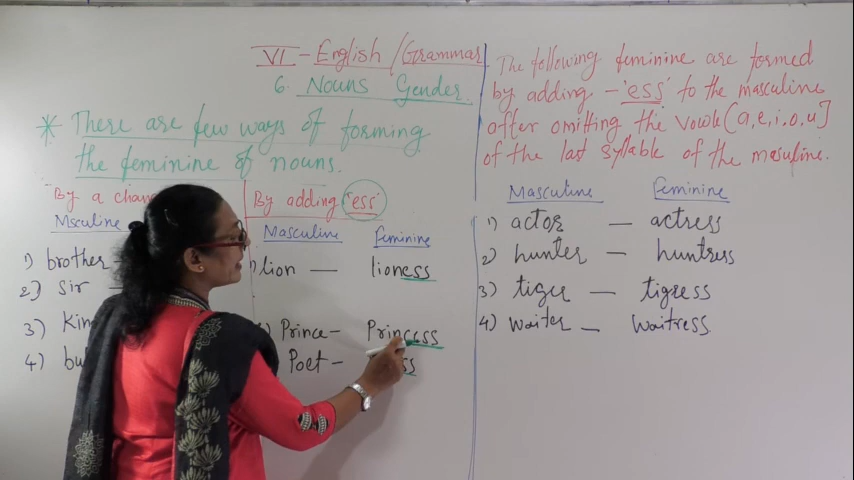 VI - English / Grammar
6. Nouns Gender
* There are few ways of forming
the feminine of nouns.
By a chan
Msculine
1) brother
2) Sir
3) Kin
4) bu
By adding 'ess'
Masculine Feminine
lion — lioness
Prince - Princess
Poet -
The following feminine are formed
by adding - 'ess' to the masculine
after omitting the vowle (a,e,i,o,u]
of the last syllable of the masculine.
Masculine Feminine
1) actor — actress
2) hunter — huntress
3) tiger — tigress
4) waiter — waitress